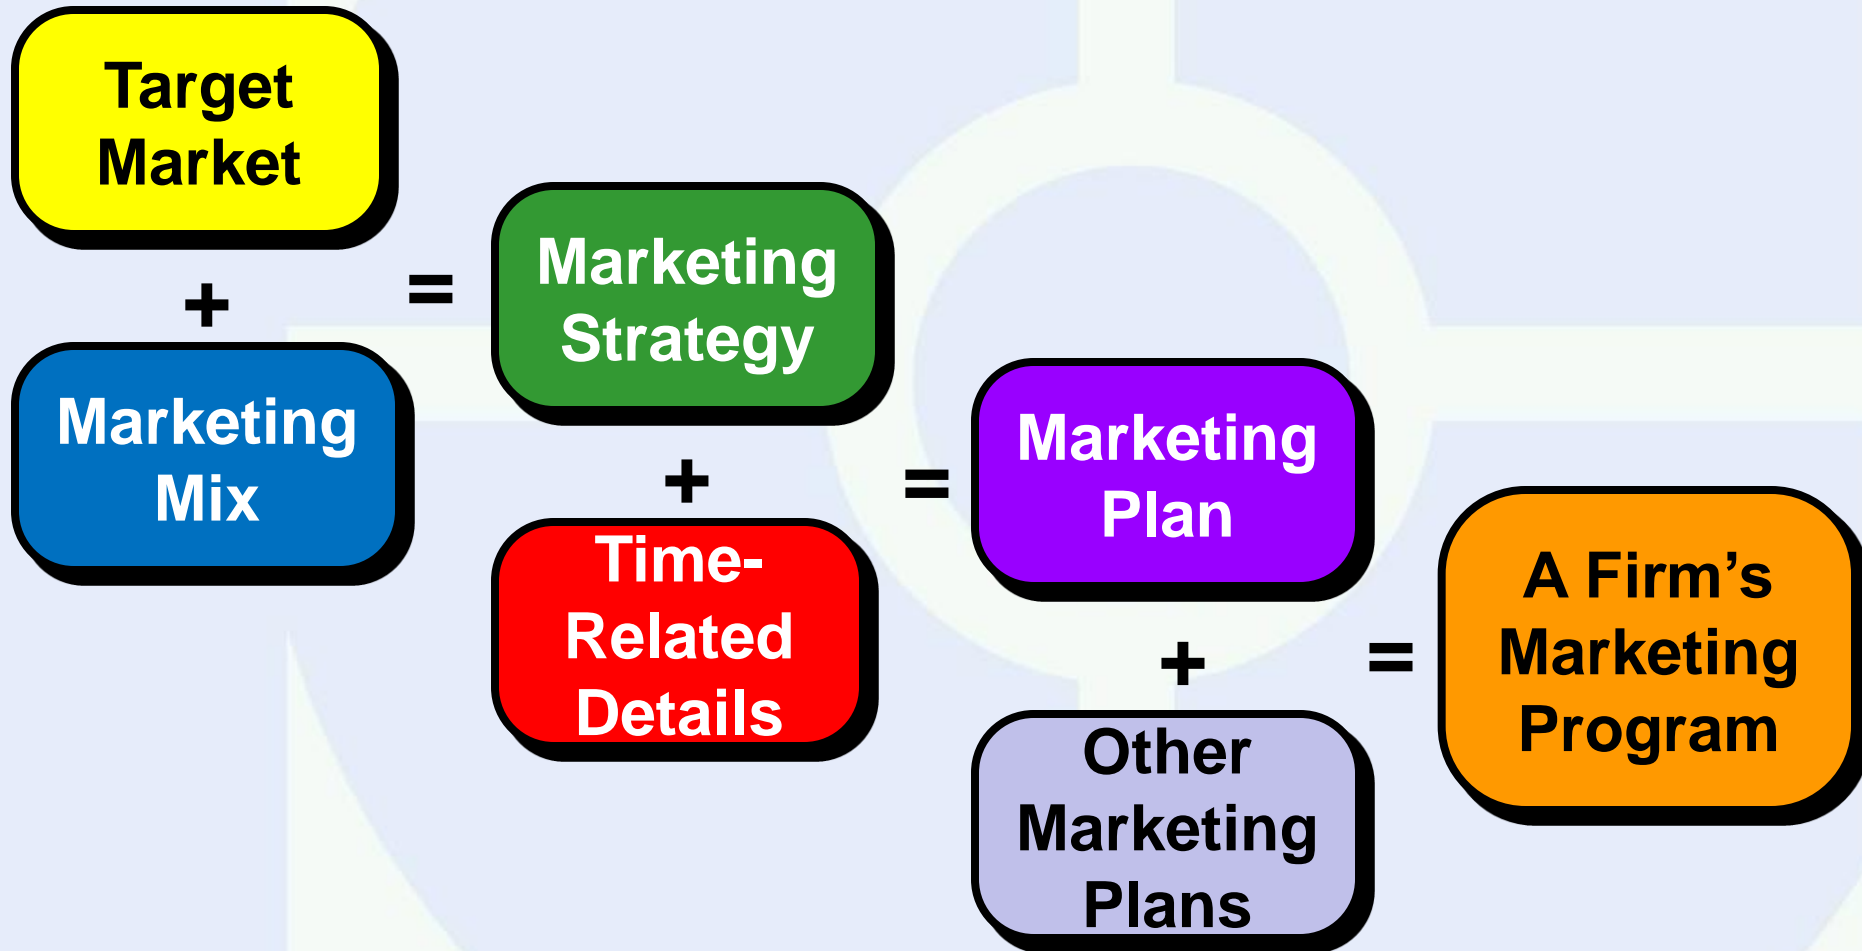 Target
Market
+
=
Marketing
Mix
Marketing
Strategy
+
=
Time-
Related
Details
Marketing
Plan
+
=
Other
Marketing
Plans
A Firm’s
Marketing
Program